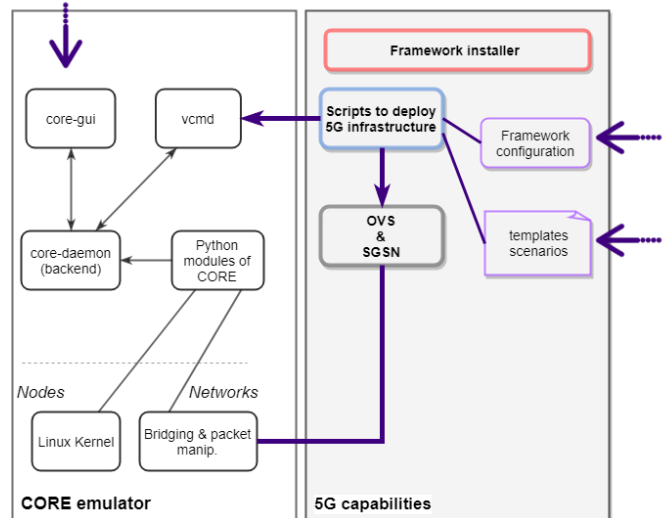 Framework installer
core-gui
vcmd
Scripts to deploy
5G infrastructure
Framework
configuration
core-daemon
(backend)
Python
modules of
CORE
OVS
&
SGSN
templates
scenarios
Nodes
Networks
Linux Kernel
Bridging & packet
manip.
CORE emulator
5G capabilities